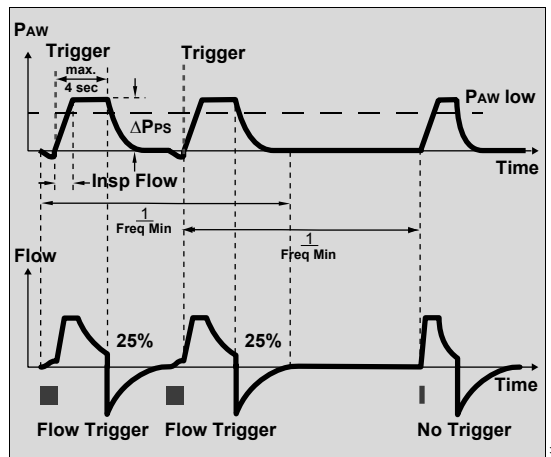 PAW
Trigger
Trigger
max.
4 sec
ΔPPS
PAW low
Time
Insp Flow
1
Freq Min
1
Freq Min
Flow
25%
25%
Time
Flow Trigger
Flow Trigger
No Trigger